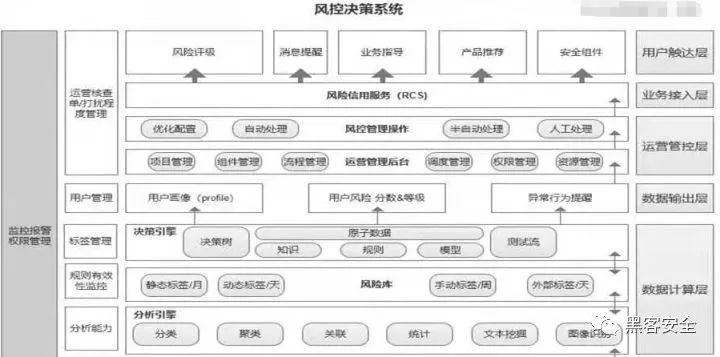 风控决策系统
风险评级
消息提醒
业务指导
产品推荐
安全组件
用户触达层
运营核查
单/打扰程
度管理
风险信用服务（RCS）
业务接入层
优化配置
自动处理
风控管理操作
半自动处理
人工处理
运营管控层
项目管理
组件管理
流程管理
运营管理后台
调度管理
权限管理
资源管理
监控报警
权限管理
用户管理
用户画像（profile）
用户风险 分数&等级
异常行为提醒
数据输出层
标签管理
决策引擎
决策树
原子数据
知识
规则
模型
测试流
规则有效
性监控
静态标签/月
动态标签/天
风险库
手动标签/周
外部标签/天
数据计算层
分析能力
分析引擎
分类
聚类
关联
统计
文本挖掘
图像识别
黑客安全